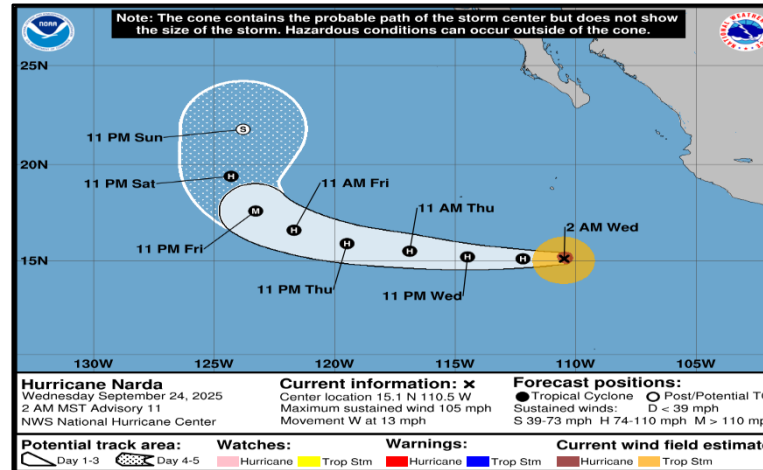 Note: The cone contains the probable path of the storm center but does not show
the size of the storm. Hazardous conditions can occur outside of the cone.
NOAA
25N
11 PM Sun
20N
11 AM Fri
11 PM Sat
11 AM Thu
2 AM Wed
S
H
M
H
H
H
H
H
11 PM Fri
15N
11 PM Thu
11 PM Wed
130W 125W 120W 115W 110W 105W
Hurricane Narda
Wednesday September 24, 2025
2 AM MST Advisory 11
NWS National Hurricane Center
Current information: x
Center location 15.1 N 110.5 W
Maximum sustained wind 105 mph
Movement W at 13 mph
Forecast positions:
Tropical Cyclone Post/Potential T
Sustained winds: D < 39 mph
S 39-73 mph H 74-110 mph M > 110 mp
Potential track area:
Day 1-3 Day 4-5
Watches:
Hurricane Trop Stm
Warnings:
Hurricane Trop Stm
Current wind field estimat
Hurricane Trop Stm